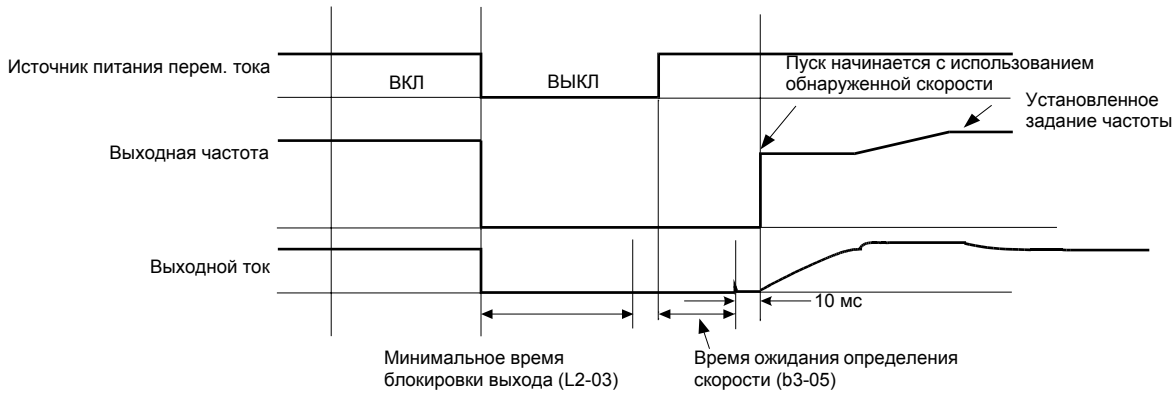 Источник питания перем. тока
ВКЛ
ВЫКЛ
Пуск начинается с использованием
обнаруженной скорости
Установленное
задание частоты
Выходная частота
Выходной ток
10 мс
Минимальное время
блокировки выхода (L2-03)
Время ожидания определения
скорости (b3-05)